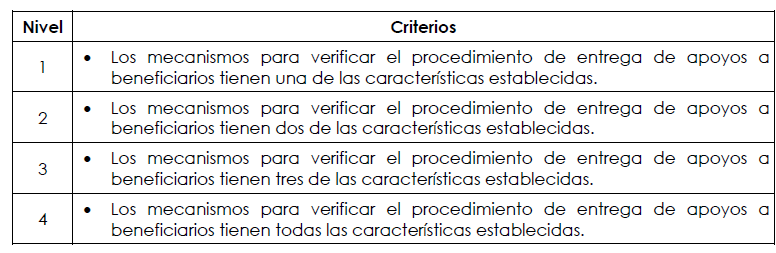 Nivel Criterios
1 • Los mecanismos para verificar el procedimiento de entrega de apoyos a
beneficiarios tienen una de las características establecidas.
2 • Los mecanismos para verificar el procedimiento de entrega de apoyos a
beneficiarios tienen dos de las características establecidas.
3 • Los mecanismos para verificar el procedimiento de entrega de apoyos a
beneficiarios tienen tres de las características establecidas.
4 • Los mecanismos para verificar el procedimiento de entrega de apoyos a
beneficiarios tienen todas las características establecidas.